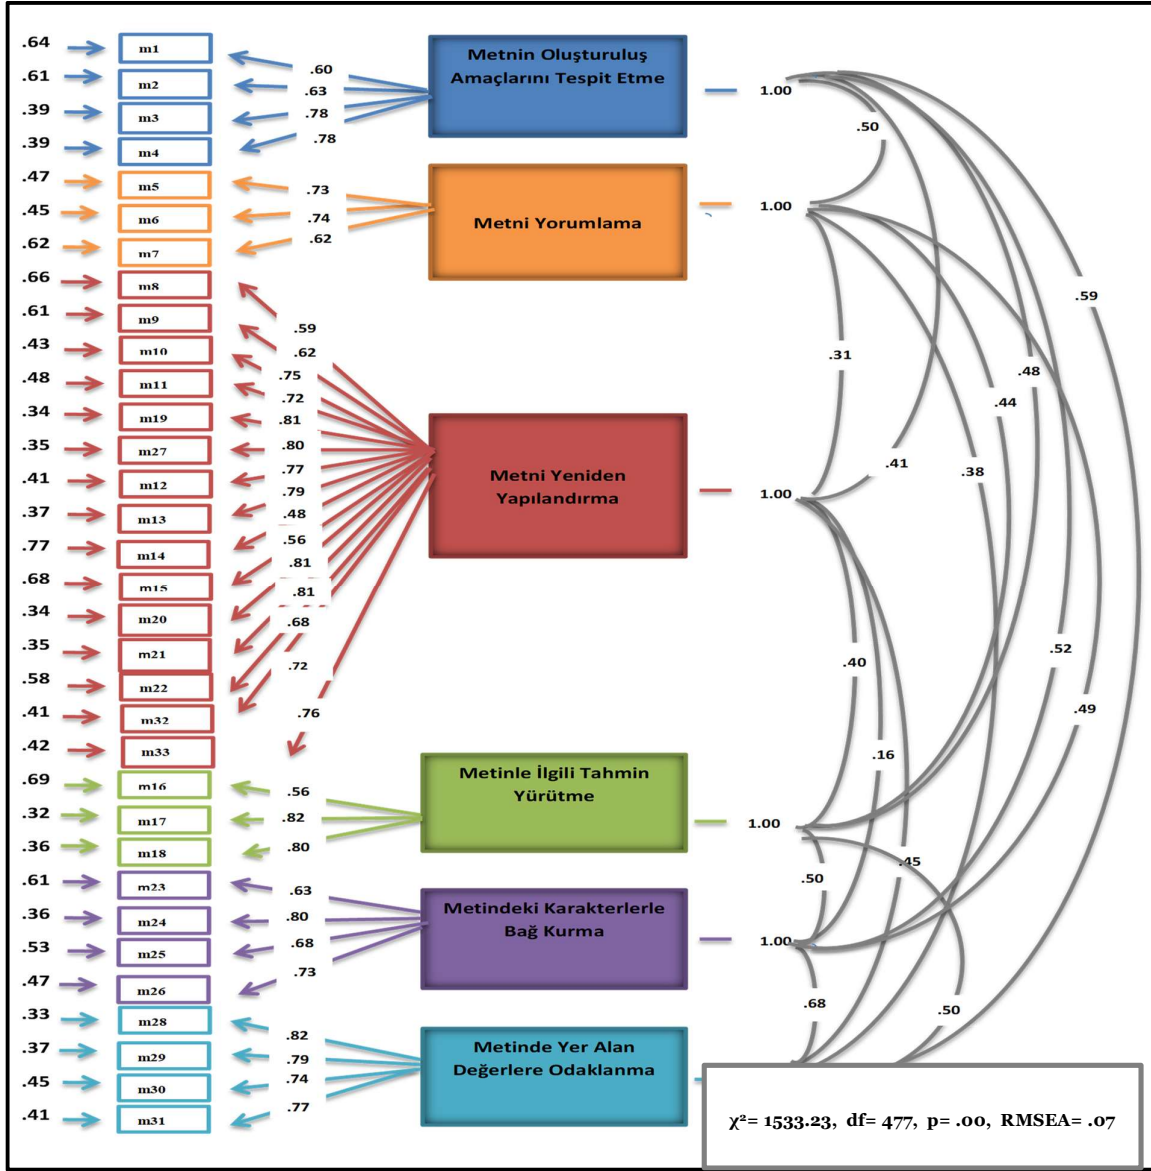 .64 m1
.61 m2
.39 m3
.39 m4
.47 m5
.45 m6
.62 m7
.66 m8
.61 m9
.43 m10
.48 m11
.34 m19
.35 m27
.41 m12
.37 m13
.77 m14
.68 m15
.34 m20
.35 m21
.58 m22
.41 m32
.42 m33
.69 m16
.32 m17
.36 m18
.61 m23
.36 m24
.53 m25
.47 m26
.33 m28
.37 m29
.45 m30
.41 m31
.60
.63
.78
.78
.73
.74
.62
.59
.62
.75
.72
.81
.80
.77
.79
.48
.56
.81
.81
.68
.72
.76
.56
.82
.80
.63
.80
.68
.73
.82
.79
.74
.77
Metnin Oluşturuluş
Amaçlarını Tespit Etme
Metni Yorumlama
Metni Yeniden
Yapılandırma
Metinle İlgili Tahmin
Yürütme
Metindeki Karakterlerle
Bağ Kurma
Metinde Yer Alan
Değerlere Odaklanma
1.00
1.00
1.00
1.00
1.00
.50
.59
.31
.48
.44
.41
.38
.52
.40
.49
.16
.45
.50
.68
.50
χ²= 1533.23, df= 477, p= .00, RMSEA= .07